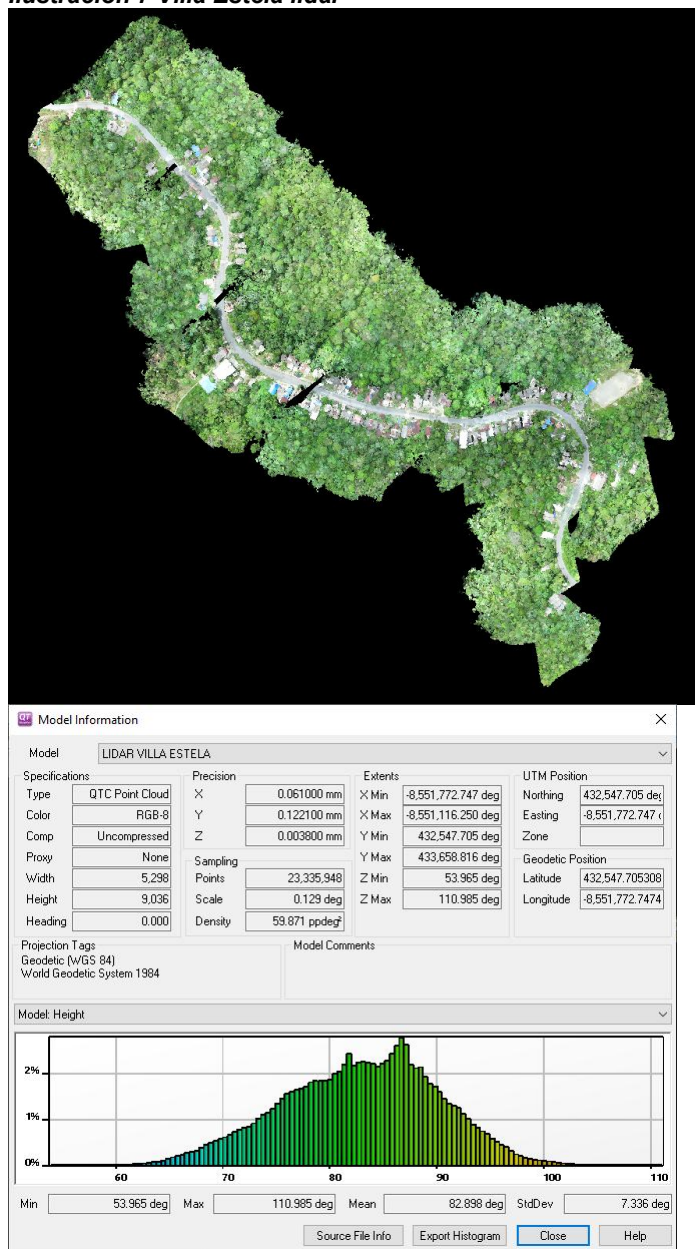 Ilustración 7 Villa Estela lidar
QT Model Information
Model LIDAR VILLA ESTELA
Specifications
Type QTC Point Cloud
Color RGB-8
Comp Uncompressed
Proxy None
Width 5,298
Height 9,036
Heading 0.000
Precision
X 0.061000 mm
Y 0.122100 mm
Z 0.003800 mm
Sampling
Points 23,335,948
Scale 0.129 deg
Density 59.871 ppdeg²
Extents
X Min -8,551,772.747 deg
X Max -8,551,116.250 deg
Y Min 432,547.705 deg
Y Max 433,658.816 deg
Z Min 53.965 deg
Z Max 110.985 deg
UTM Position
Northing 432,547.705 deg
Easting -8,551,772.747 (
Zone
Geodetic Position
Latitude 432,547.705308
Longitude -8,551,772.7474
Projection Tags
Geodetic (WGS 84)
World Geodetic System 1984
Model Comments
Model: Height
2%
1%
0%
60 70 80 90 100 110
Min 53.965 deg Max 110.985 deg Mean 82.898 deg StdDev 7.336 deg
Source File Info Export Histogram Close Help